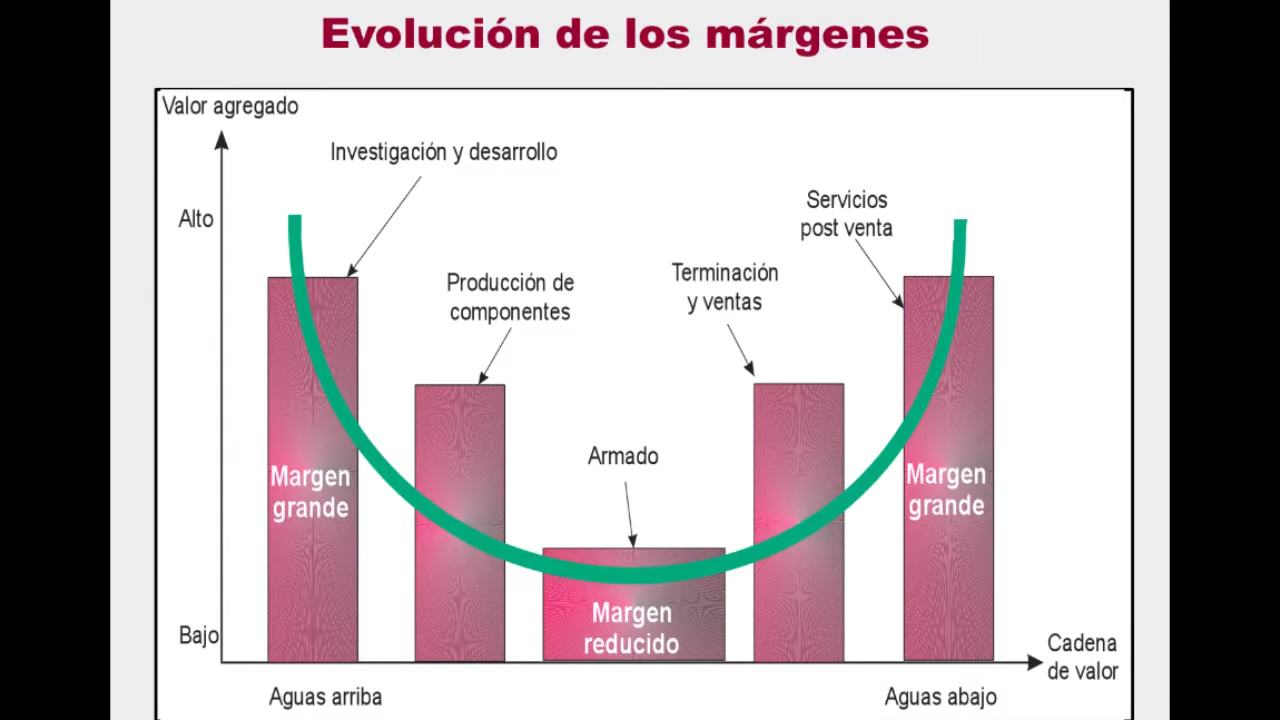 Evolución de los márgenes
Valor agregado
Investigación y desarrollo
Alto
Servicios
post venta
Producción de
componentes
Terminación
y ventas
Armado
Margen
grande
Margen
grande
Margen
reducido
Bajo
Cadena
de valor
Aguas arriba
Aguas abajo